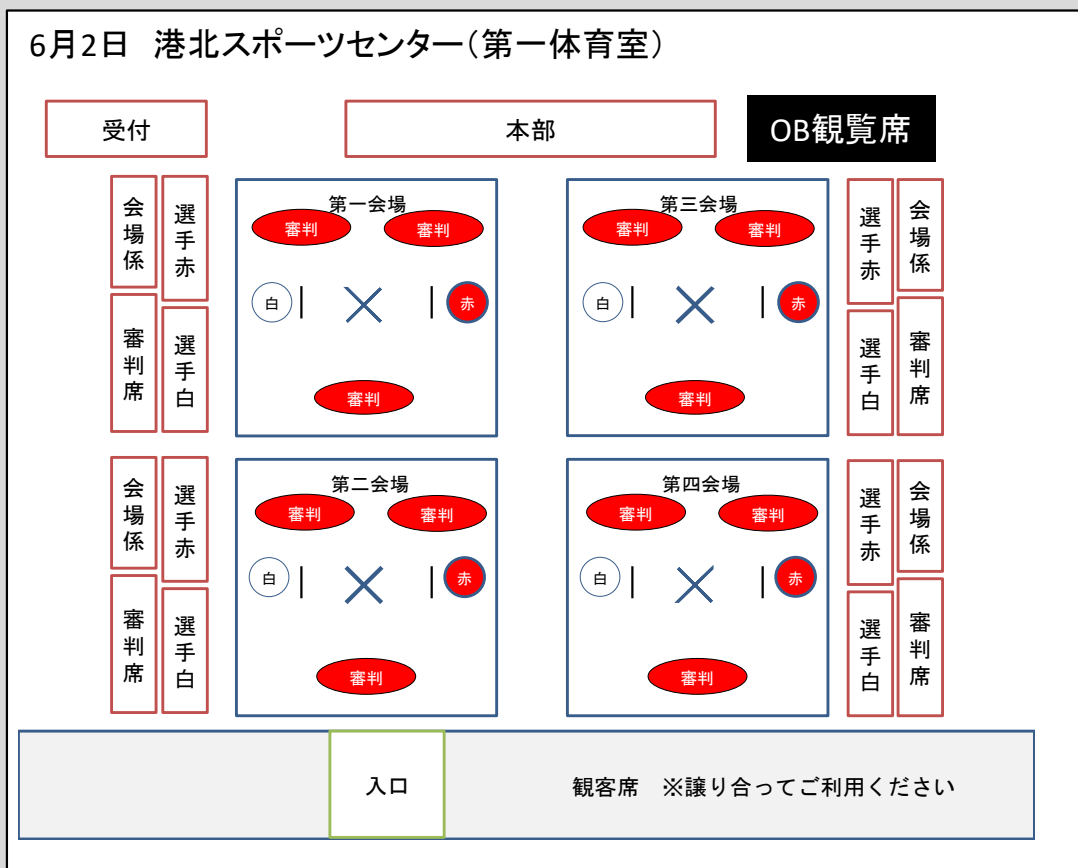 6月2日　港北スポーツセンター（第一体育室）
受付
本部
OB観覧席
会場係
選手赤
審判席
選手白
第一会場
審判
審判
白
赤
審判
第三会場
審判
審判
白
赤
審判
選手赤
会場係
選手白
審判席
会場係
選手赤
審判席
選手白
第二会場
審判
審判
白
赤
審判
第四会場
審判
審判
白
赤
審判
選手赤
会場係
選手白
審判席
入口
観客席　※譲り合ってご利用ください